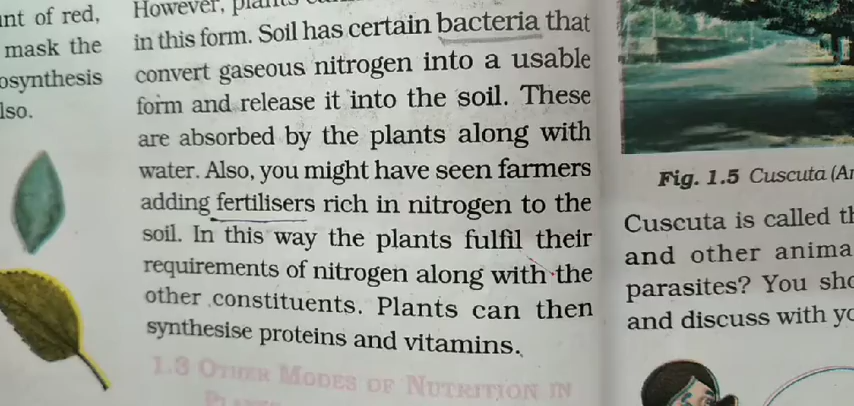 nt of red,
mask the
osynthesis
lso.
However,
in this form. Soil has certain bacteria that
convert gaseous nitrogen into a usable
form and release it into the soil. These
are absorbed by the plants along with
water. Also, you might have seen farmers
adding fertilisers rich in nitrogen to the
soil. In this way the plants fulfil their
requirements of nitrogen along with the
other constituents. Plants can then
synthesise proteins and vitamins.
1.3 OTHER MODES OF NUTRITION IN
Fig. 1.5 Cuscuta
Cuscuta is called
and other anima
parasites? You sho
and discuss with yo